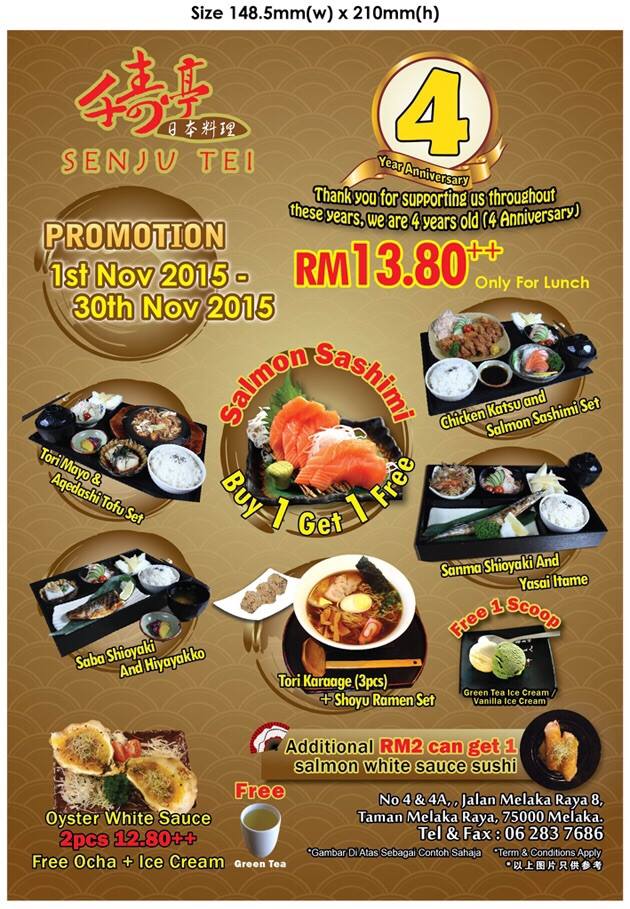 Size 148.5mm(w) x 210mm(h)
千壽亭
日本料理
SENJU TEI
4
Year Anniversary
Thank you for supporting us throughout
these years, we are 4 years old (4 Anniversary)
PROMOTION
1st Nov 2015 -
30th Nov 2015
RM13.80++
Only For Lunch
Salmon Sashimi
Buy 1 Get 1 Free
Chicken Katsu and
Salmon Sashimi Set
Tori Mayo &
Agedashi Tofu Set
Sanma Shioyaki And
Yasai Itame
Saba Shioyaki
And Hiyayakko
Tori Karaage (3pcs)
+ Shoyu Ramen Set
Free 1 Scoop
Green Tea Ice Cream /
Vanilla Ice Cream
Additional RM2 can get 1
salmon white sauce sushi
Oyster White Sauce
2pcs 12.80++
Free Ocha + Ice Cream
Free
Green Tea
No 4 & 4A, , Jalan Melaka Raya 8,
Taman Melaka Raya, 75000 Melaka.
Tel & Fax : 06 283 7686
*Gambar Di Atas Sebagai Contoh Sahaja *Term & Conditions Apply
*以上图片只供参考